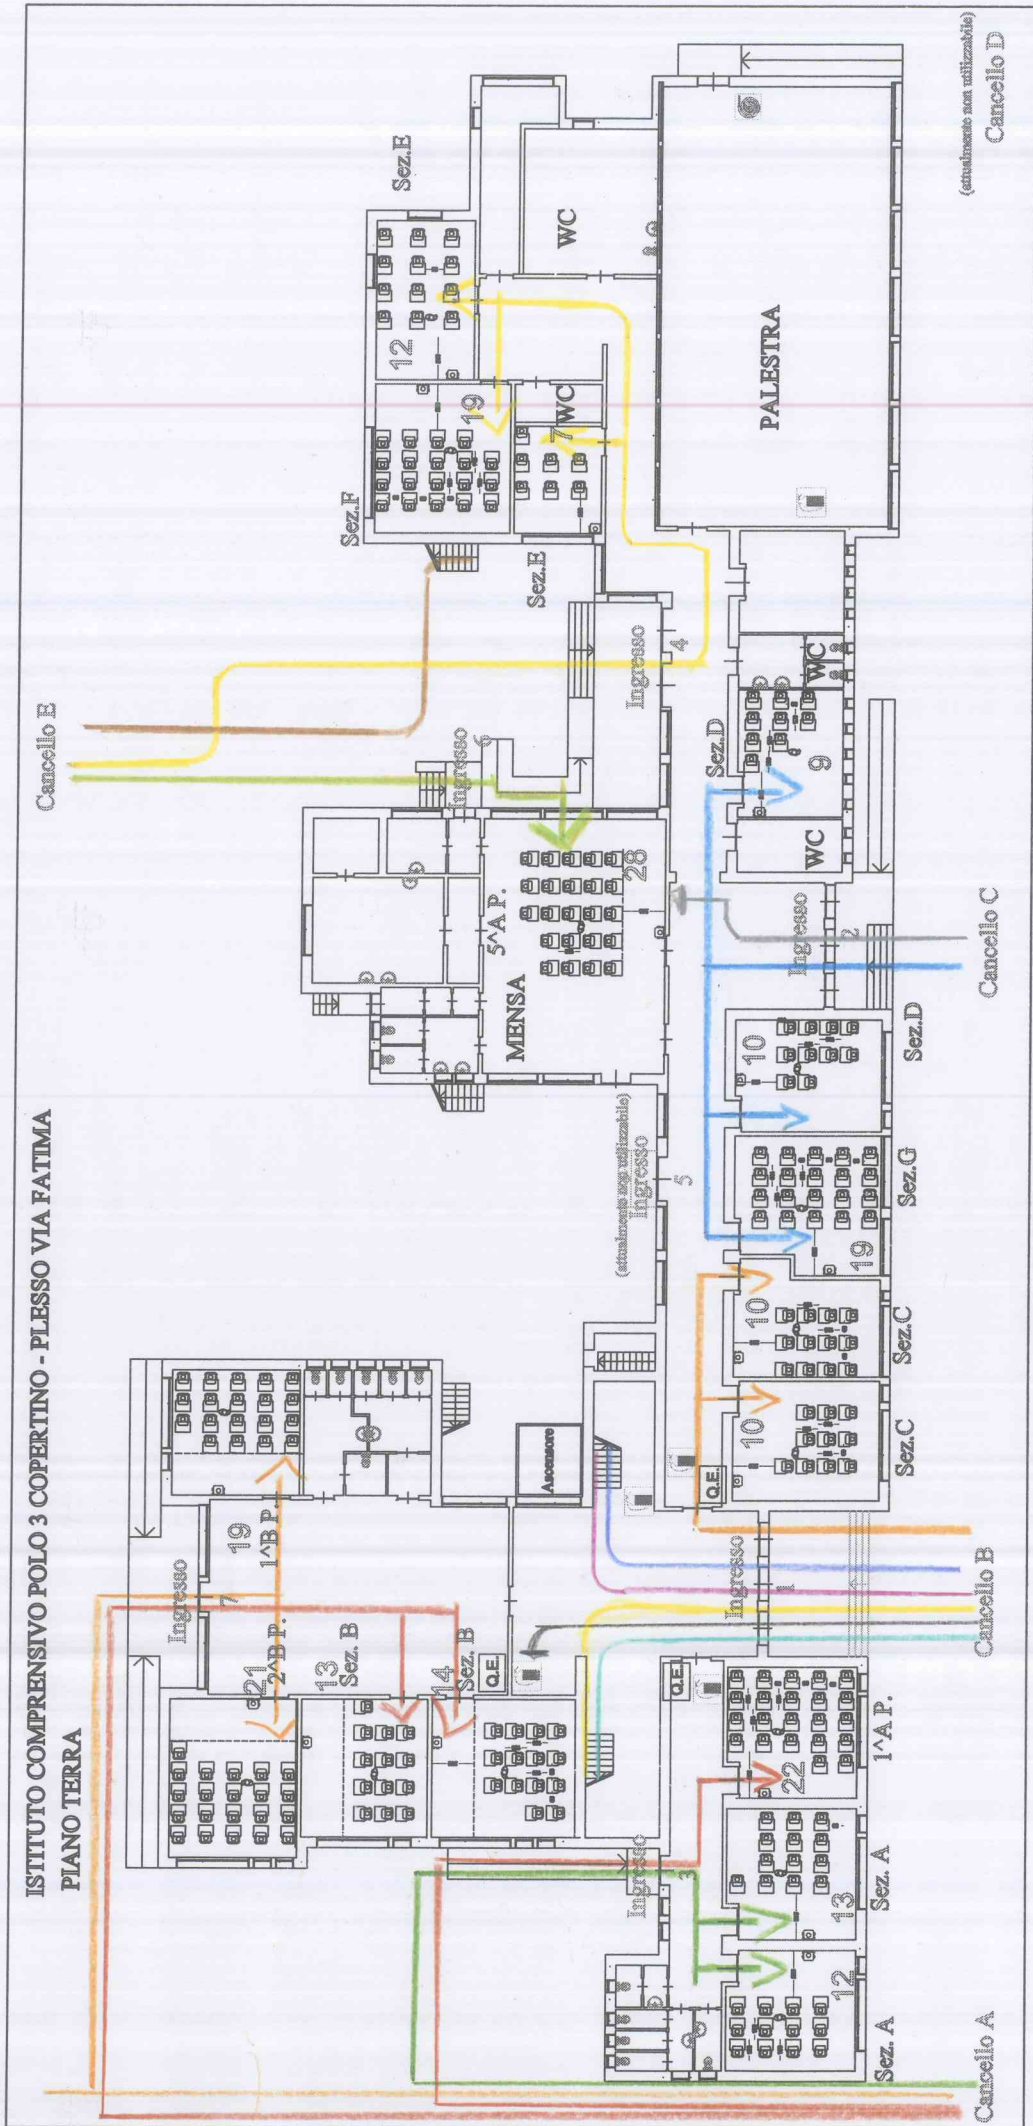 ISTITUTO COMPRENSIVO POLO 3 COPERTINO - PLESSO VIA FATIMA
PIANO TERRA
Cancello E
Sez.E
12
Sez.F
19
WC
WC
7
Sez.E
Ingresso
6
Ingresso
4
5^A P.
MENSA
28
(attualmente non utilizzabile)
Ingresso
5
PALESTRA
(attualmente non utilizzabile)
Cancello D
Sez.D
WC
9
WC
Ingresso
2
Cancello C
10
Sez.D
19
Sez.G
10
Sez.C
10
Sez.C
Q.E.
Ascensore
Ingresso
7
19
1^B P.
21
2^B P.
13
Sez. B
14
Sez. B
Q.E.
Ingresso
1
Cancello B
Q.E.
22
1^A P.
Ingresso
3
13
Sez. A
12
Sez. A
Cancello A